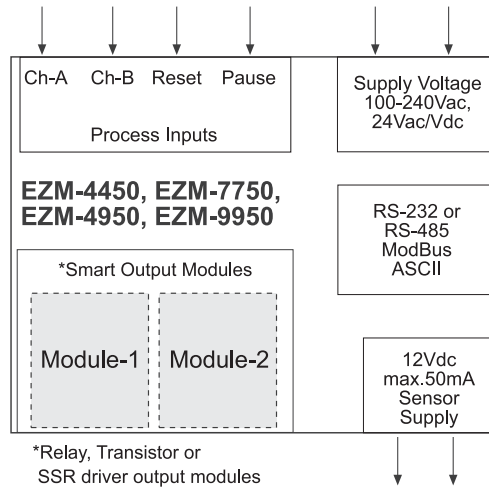 Ch-A Ch-B Reset Pause
Process Inputs
Supply Voltage
100-240Vac,
24Vac/Vdc
EZM-4450, EZM-7750,
EZM-4950, EZM-9950
RS-232 or
RS-485
ModBus
ASCII
*Smart Output Modules
Module-1 Module-2
12Vdc
max.50mA
Sensor
Supply
*Relay, Transistor or
SSR driver output modules